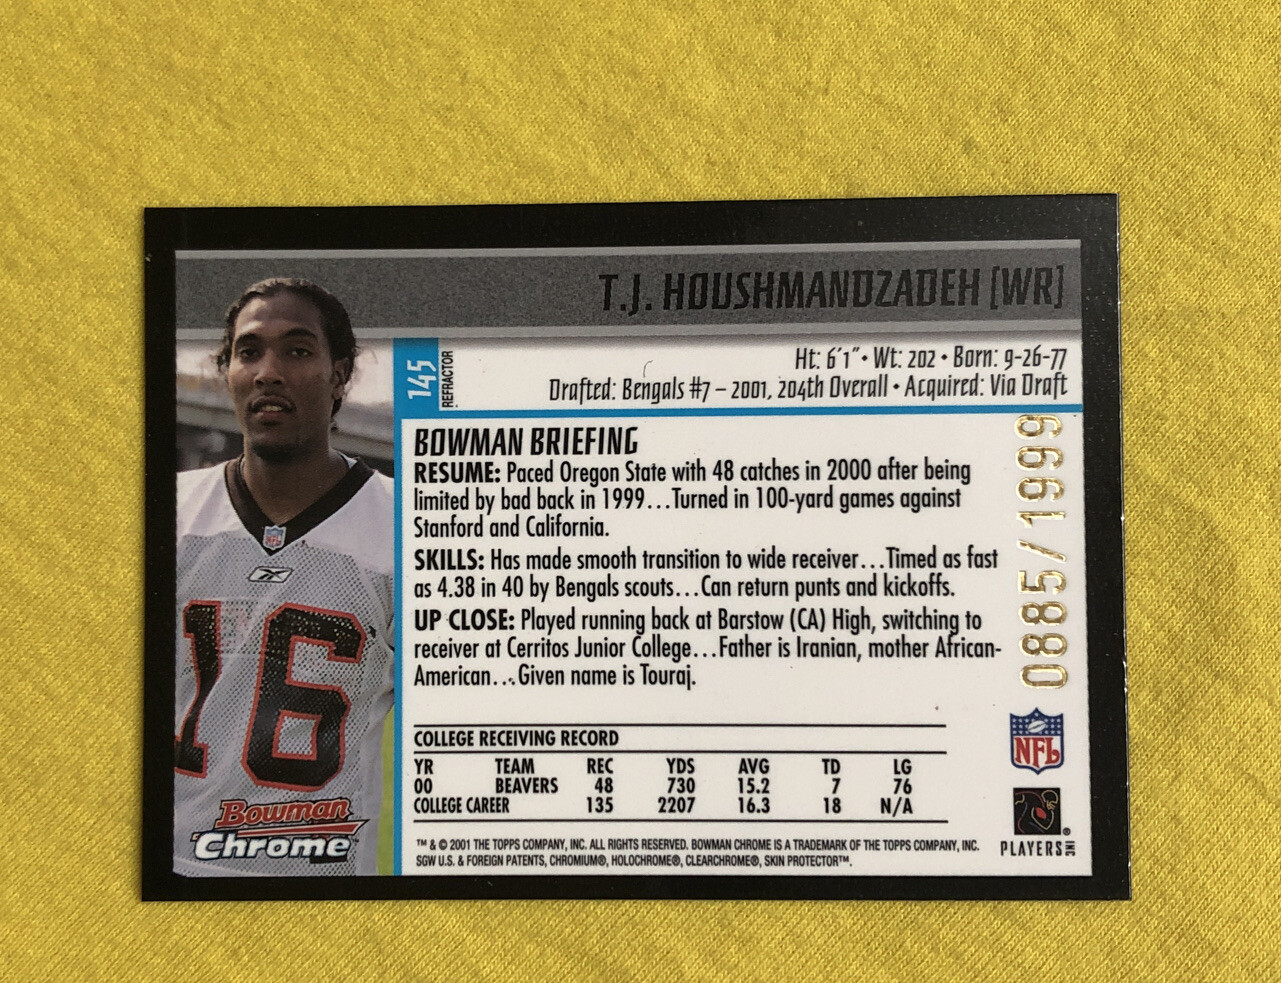 T.J. HOUSHMANDZADEH [WR]
145
REFRACTOR
Ht: 6'1" • Wt: 202 • Born: 9-26-77
Drafted: Bengals #7 – 2001, 204th Overall • Acquired: Via Draft
BOWMAN BRIEFING
RESUME: Paced Oregon State with 48 catches in 2000 after being
limited by bad back in 1999...Turned in 100-yard games against
Stanford and California.
SKILLS: Has made smooth transition to wide receiver...Timed as fast
as 4.38 in 40 by Bengals scouts...Can return punts and kickoffs.
UP CLOSE: Played running back at Barstow (CA) High, switching to
receiver at Cerritos Junior College...Father is Iranian, mother African-
American...Given name is Touraj.
0885/1999
COLLEGE RECEIVING RECORD
YR TEAM REC YDS AVG TD LG
00 BEAVERS 48 730 15.2 7 76
COLLEGE CAREER 135 2207 16.3 18 N/A
™ & © 2001 THE TOPPS COMPANY, INC. ALL RIGHTS RESERVED. BOWMAN CHROME IS A TRADEMARK OF THE TOPPS COMPANY, INC.
SGW U.S. & FOREIGN PATENTS, CHROMIUM®, HOLOCHROME®, CLEARCHROME®, SKIN PROTECTOR™.
NFL
PLAYERS INC ®
NFL
16
Bowman
Chrome